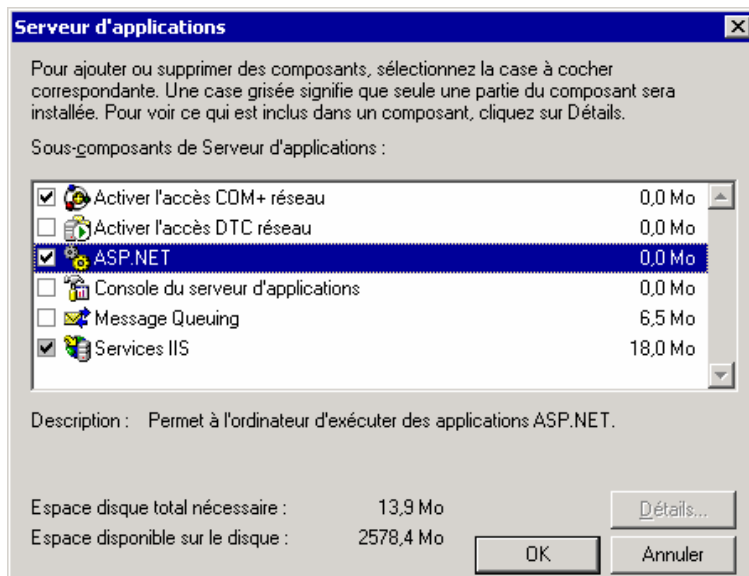 Serveur d'applications
Pour ajouter ou supprimer des composants, sélectionnez la case à cocher
correspondante. Une case grisée signifie que seule une partie du composant sera
installée. Pour voir ce qui est inclus dans un composant, cliquez sur Détails.
Sous-composants de Serveur d'applications :
Activer l'accès COM+ réseau 0,0 Mo
Activer l'accès DTC réseau 0,0 Mo
ASP.NET 0,0 Mo
Console du serveur d'applications 0,0 Mo
Message Queuing 6,5 Mo
Services IIS 18,0 Mo
Description : Permet à l'ordinateur d'exécuter des applications ASP.NET.
Espace disque total nécessaire : 13,9 Mo
Détails...
Espace disponible sur le disque : 2578,4 Mo
OK Annuler